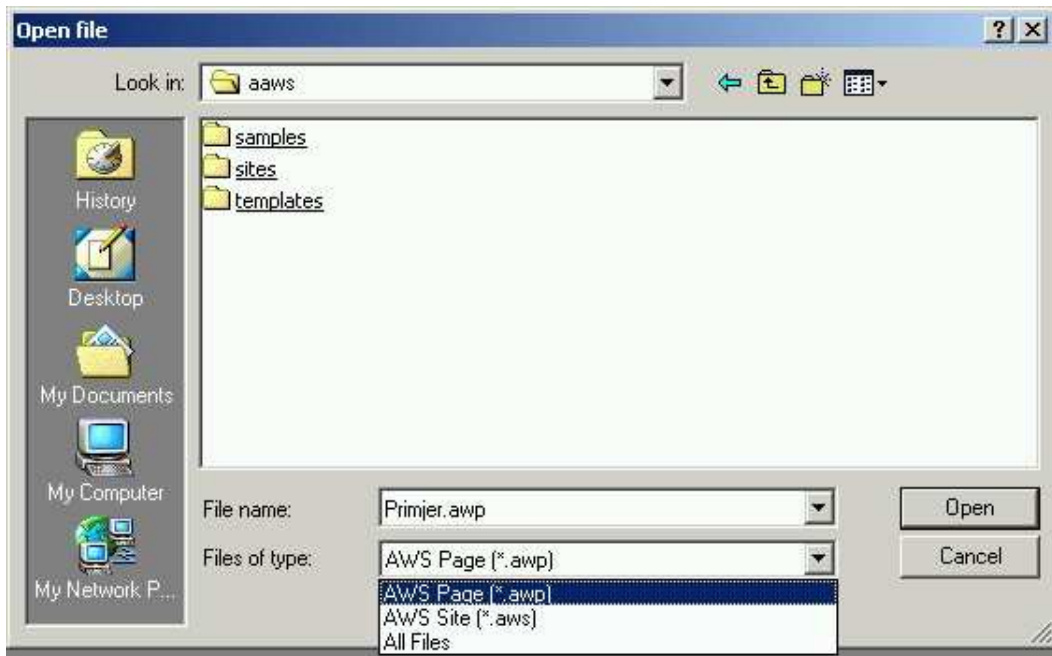 Open file
Look in: aaws
samples
sites
templates
History
Desktop
My Documents
My Computer
My Network P...
File name: Primjer.awp
Open
Files of type: AWS Page (*.awp)
Cancel
AWS Page (*.awp)
AWS Site (*.aws)
All Files